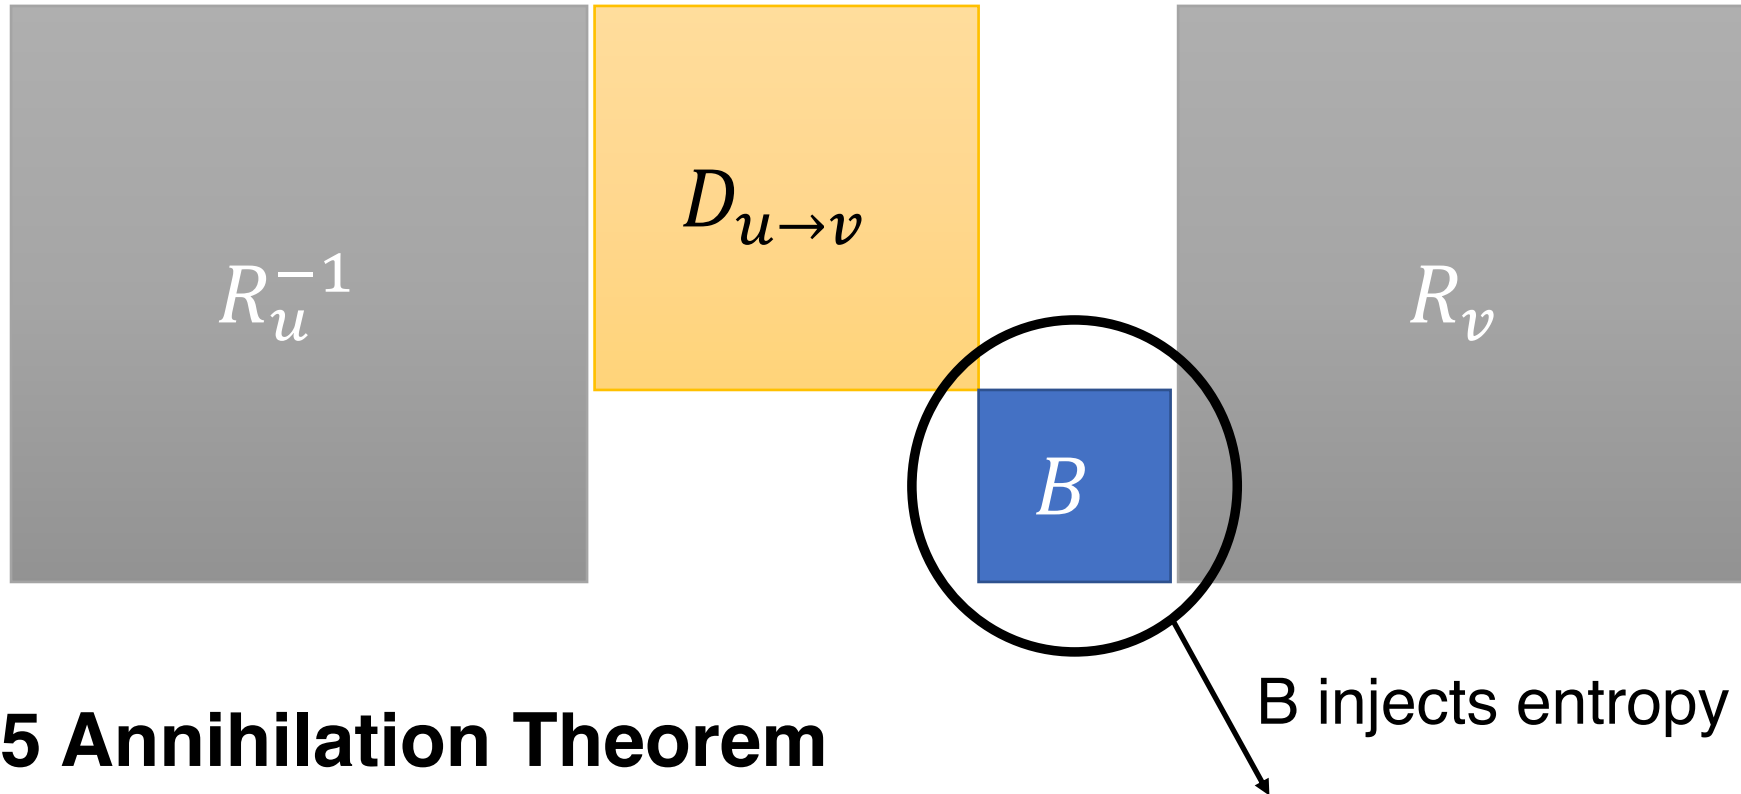 D_{u→v}
R_u^{-1}
R_v
B
B injects entropy
5 Annihilation Theorem